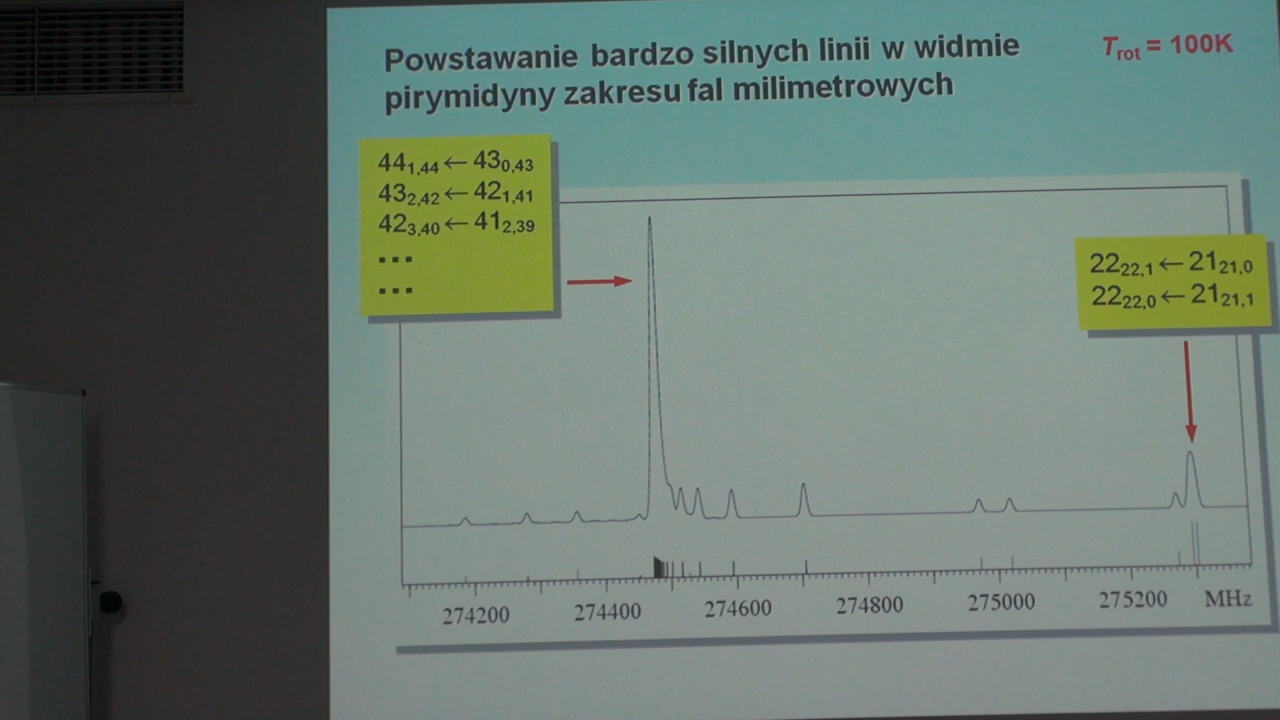 Powstawanie bardzo silnych linii w widmie
pirymidyny zakresu fal milimetrowych
T_rot = 100K
44_1,44 ← 43_0,43
43_2,42 ← 42_1,41
42_3,40 ← 41_2,39
...
...
22_22,1 ← 21_21,0
22_22,0 ← 21_21,1
274200 274400 274600 274800 275000 275200 MHz